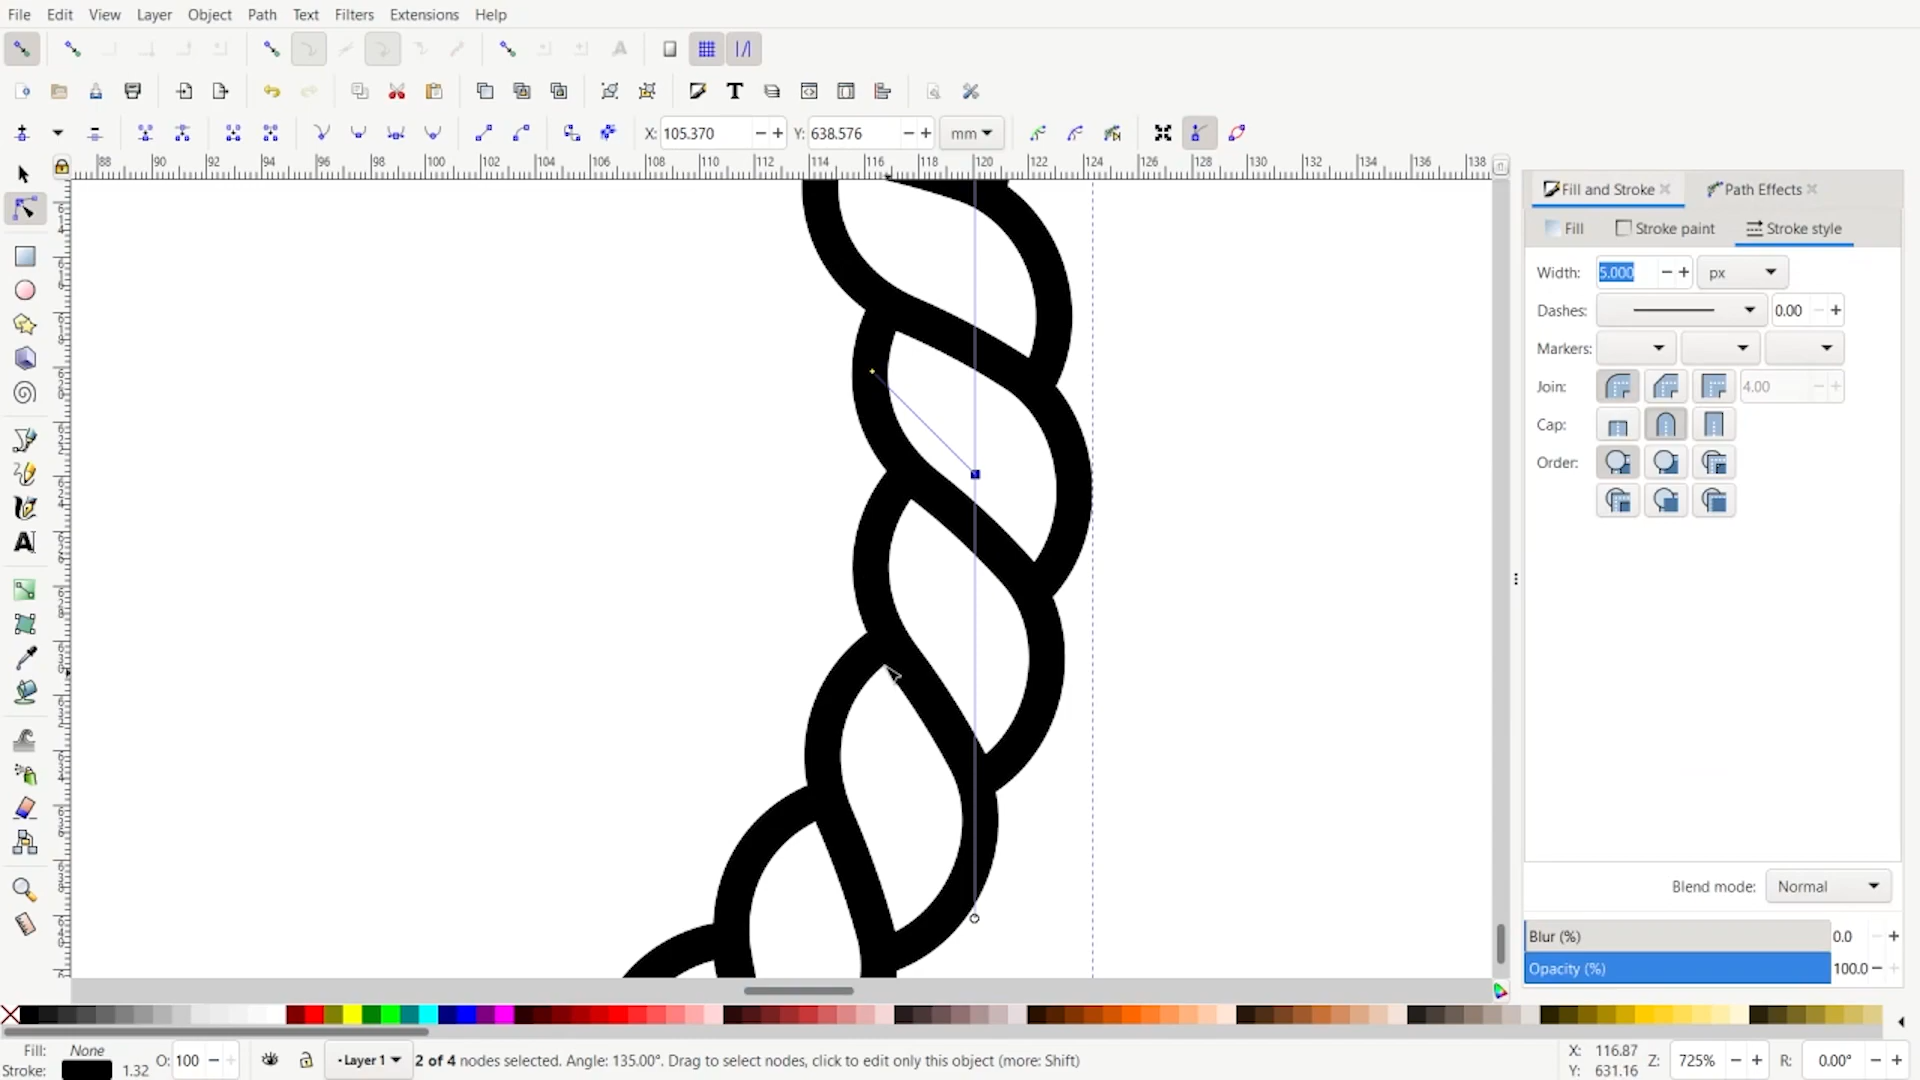 File Edit View Layer Object Path Text Filters Extensions Help
X: 105.370 Y: 638.576 mm
88 90 92 94 96 98 100 102 104 106 108 110 112 114 116 118 120 122 124 126 128 130 132 134 136 138
Fill and Stroke Path Effects
Fill Stroke paint Stroke style
Width: 5.000 px
Dashes: 0.00
Markers:
Join: 4.00
Cap:
Order:
Blend mode: Normal
Blur (%) 0.0
Opacity (%) 100.0
Fill: None O: 100 Layer 1 2 of 4 nodes selected. Angle: 135.00°. Drag to select nodes, click to edit only this object (more: Shift) X: 116.87 Z: 725% R: 0.00°
Stroke: 1.32 Y: 631.16